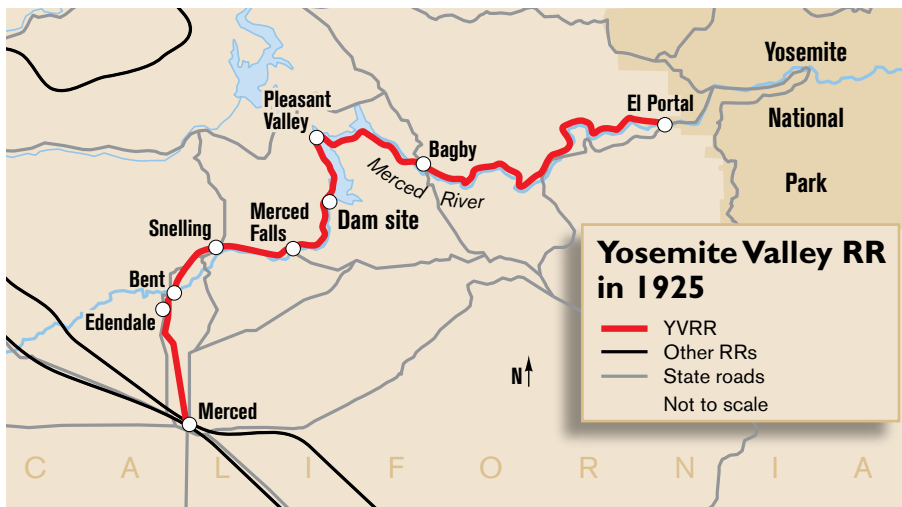 Yosemite
National
Park
El Portal
Pleasant
Valley
Bagby
Merced River
Dam site
Merced
Falls
Snelling
Bent
Edendale
Merced
N
Yosemite Valley RR
in 1925
YVRR
Other RRs
State roads
Not to scale
CALIFORNIA